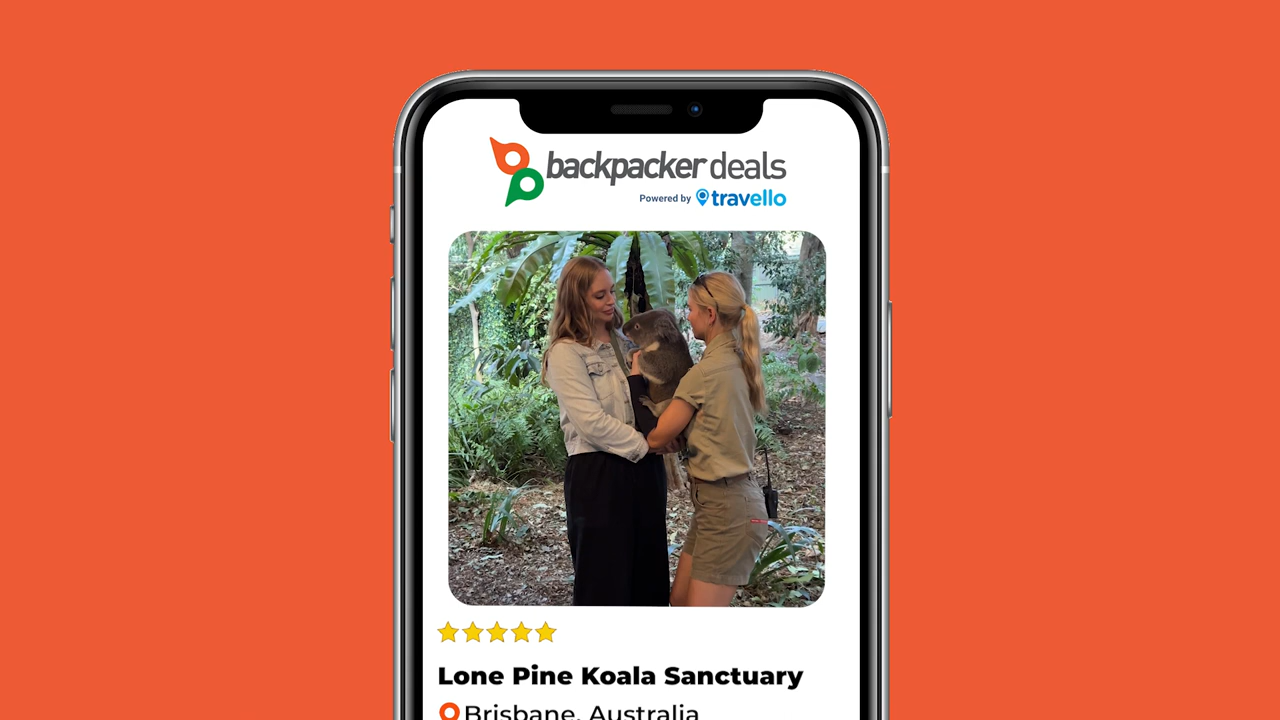 backpacker deals
Powered by travello
Lone Pine Koala Sanctuary
Brisbane, Australia